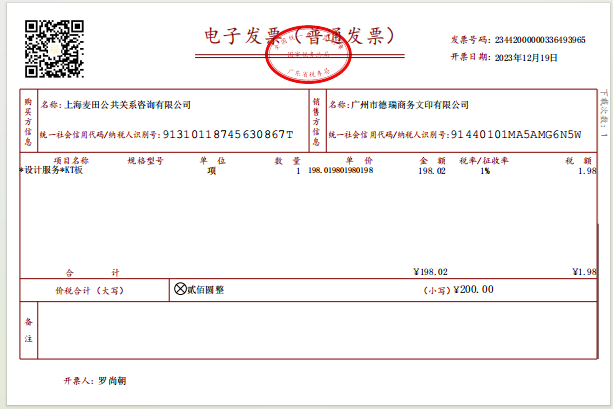 电子发票（普通发票）
全国统一发票监制章
国家税务总局
广东省税务局
发票号码：23442000000336493965
开票日期：2023年12月19日
购买方信息
名称：上海麦田公共关系咨询有限公司
统一社会信用代码/纳税人识别号：91310118745630867T
销售方信息
名称：广州市德瑞商务文印有限公司
统一社会信用代码/纳税人识别号：91440101MA5AMG6N5W
下载次数：1
项目名称 规格型号 单位 数量 单价 金额 税率/征收率 税额
*设计服务*KT板 项 1 198.019801980198 198.02 1% 1.98
合计 ¥198.02 ¥1.98
价税合计（大写） ⊗贰佰圆整 （小写）¥200.00
备注
开票人：罗尚朝